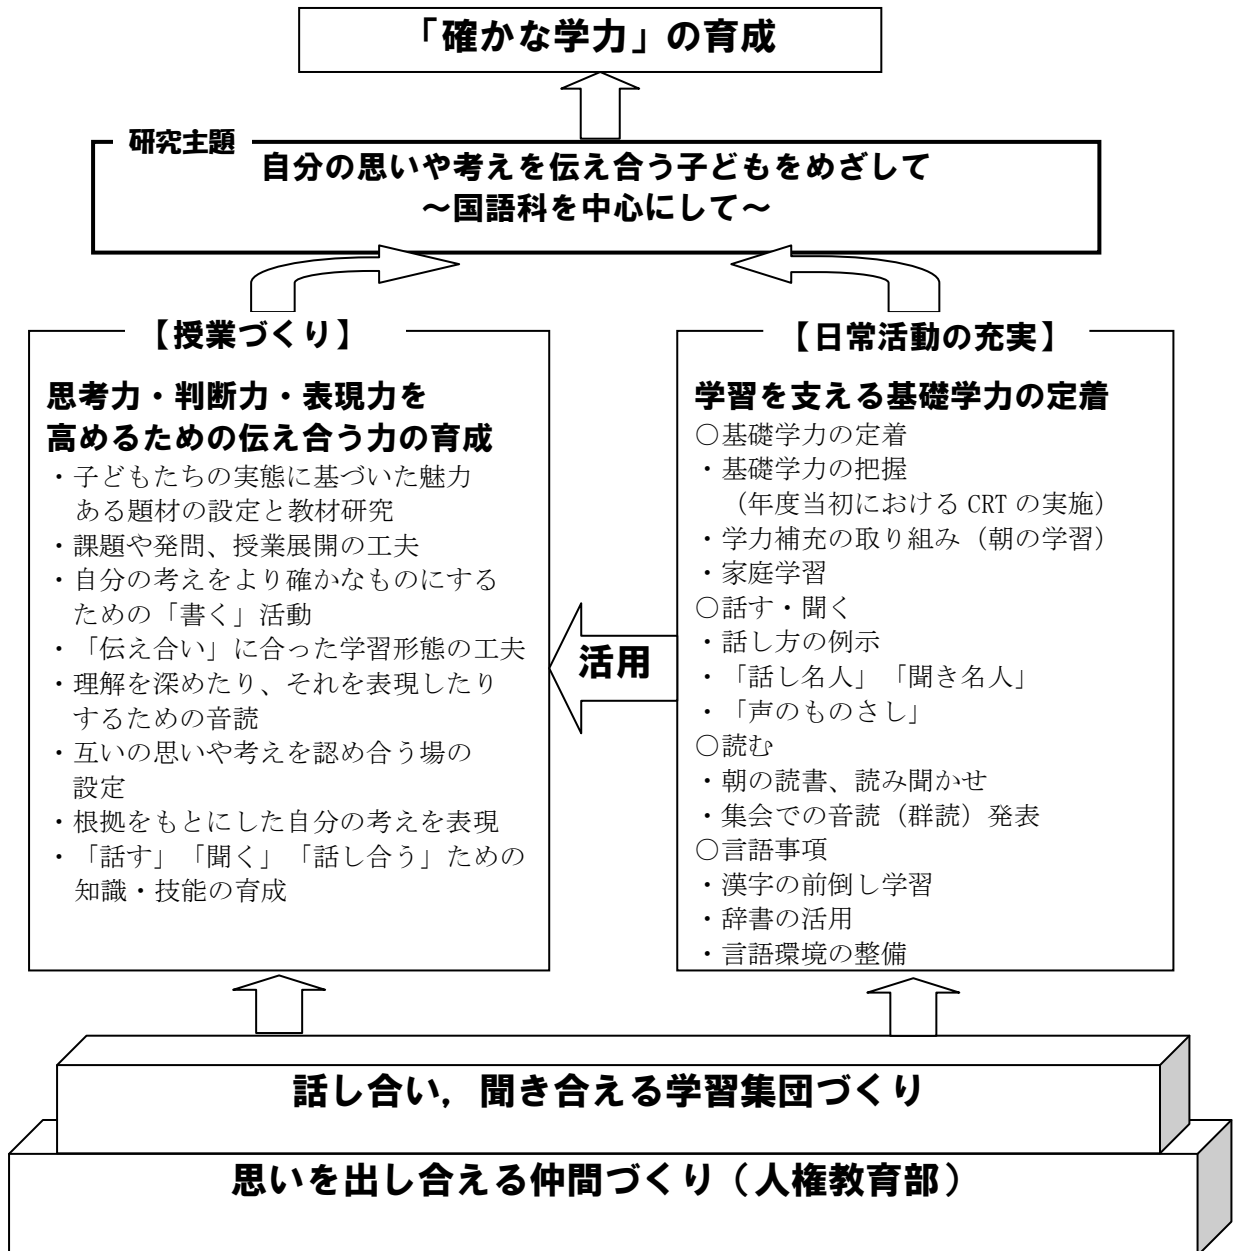 「確かな学力」の育成
研究主題
自分の思いや考えを伝え合う子どもをめざして
～国語科を中心にして～
【授業づくり】
思考力・判断力・表現力を
高めるための伝え合う力の育成
・子どもたちの実態に基づいた魅力
ある題材の設定と教材研究
・課題や発問、授業展開の工夫
・自分の考えをより確かなものにする
ための「書く」活動
・「伝え合い」に合った学習形態の工夫
・理解を深めたり、それを表現したり
するための音読
・互いの思いや考えを認め合う場の
設定
・根拠をもとにした自分の考えを表現
・「話す」「聞く」「話し合う」ための
知識・技能の育成
活用
【日常活動の充実】
学習を支える基礎学力の定着
○基礎学力の定着
・基礎学力の把握
（年度当初における CRT の実施）
・学力補充の取り組み（朝の学習）
・家庭学習
○話す・聞く
・話し方の例示
・「話し名人」「聞き名人」
・「声のものさし」
○読む
・朝の読書、読み聞かせ
・集会での音読（群読）発表
○言語事項
・漢字の前倒し学習
・辞書の活用
・言語環境の整備
話し合い，聞き合える学習集団づくり
思いを出し合える仲間づくり（人権教育部）